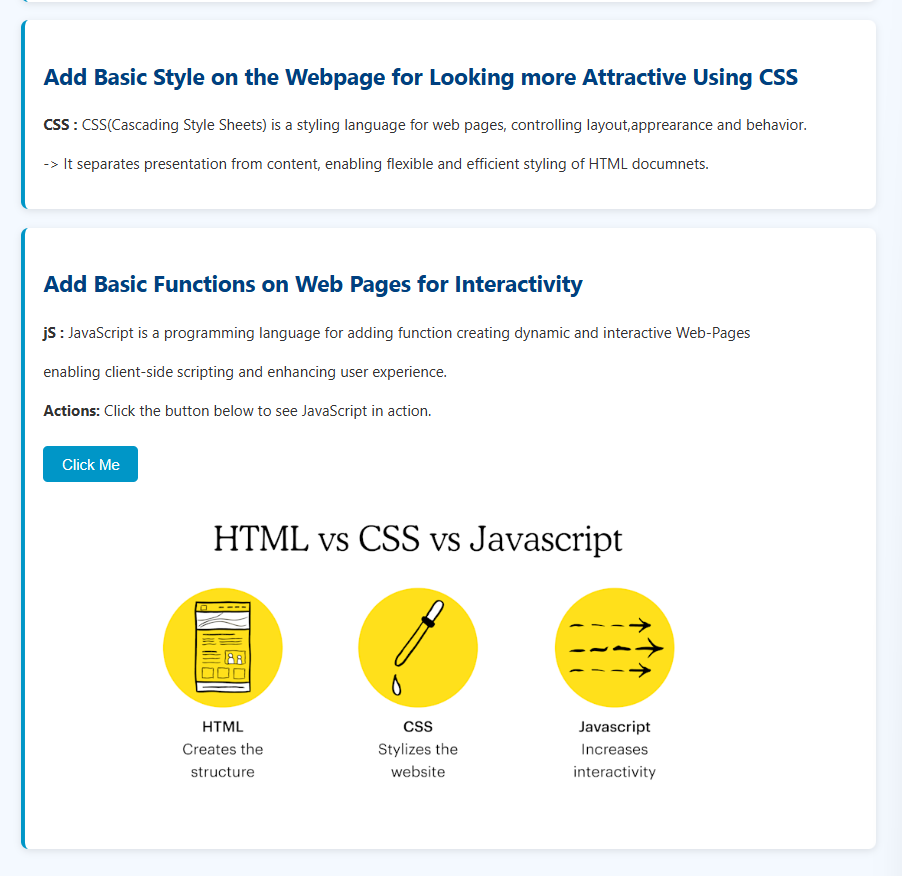 Add Basic Style on the Webpage for Looking more Attractive Using CSS
CSS : CSS(Cascading Style Sheets) is a styling language for web pages, controlling layout,apprearance and behavior.
-> It separates presentation from content, enabling flexible and efficient styling of HTML documnets.
Add Basic Functions on Web Pages for Interactivity
jS : JavaScript is a programming language for adding function creating dynamic and interactive Web-Pages
enabling client-side scripting and enhancing user experience.
Actions: Click the button below to see JavaScript in action.
Click Me
HTML vs CSS vs Javascript
HTML
Creates the
structure
CSS
Stylizes the
website
Javascript
Increases
interactivity